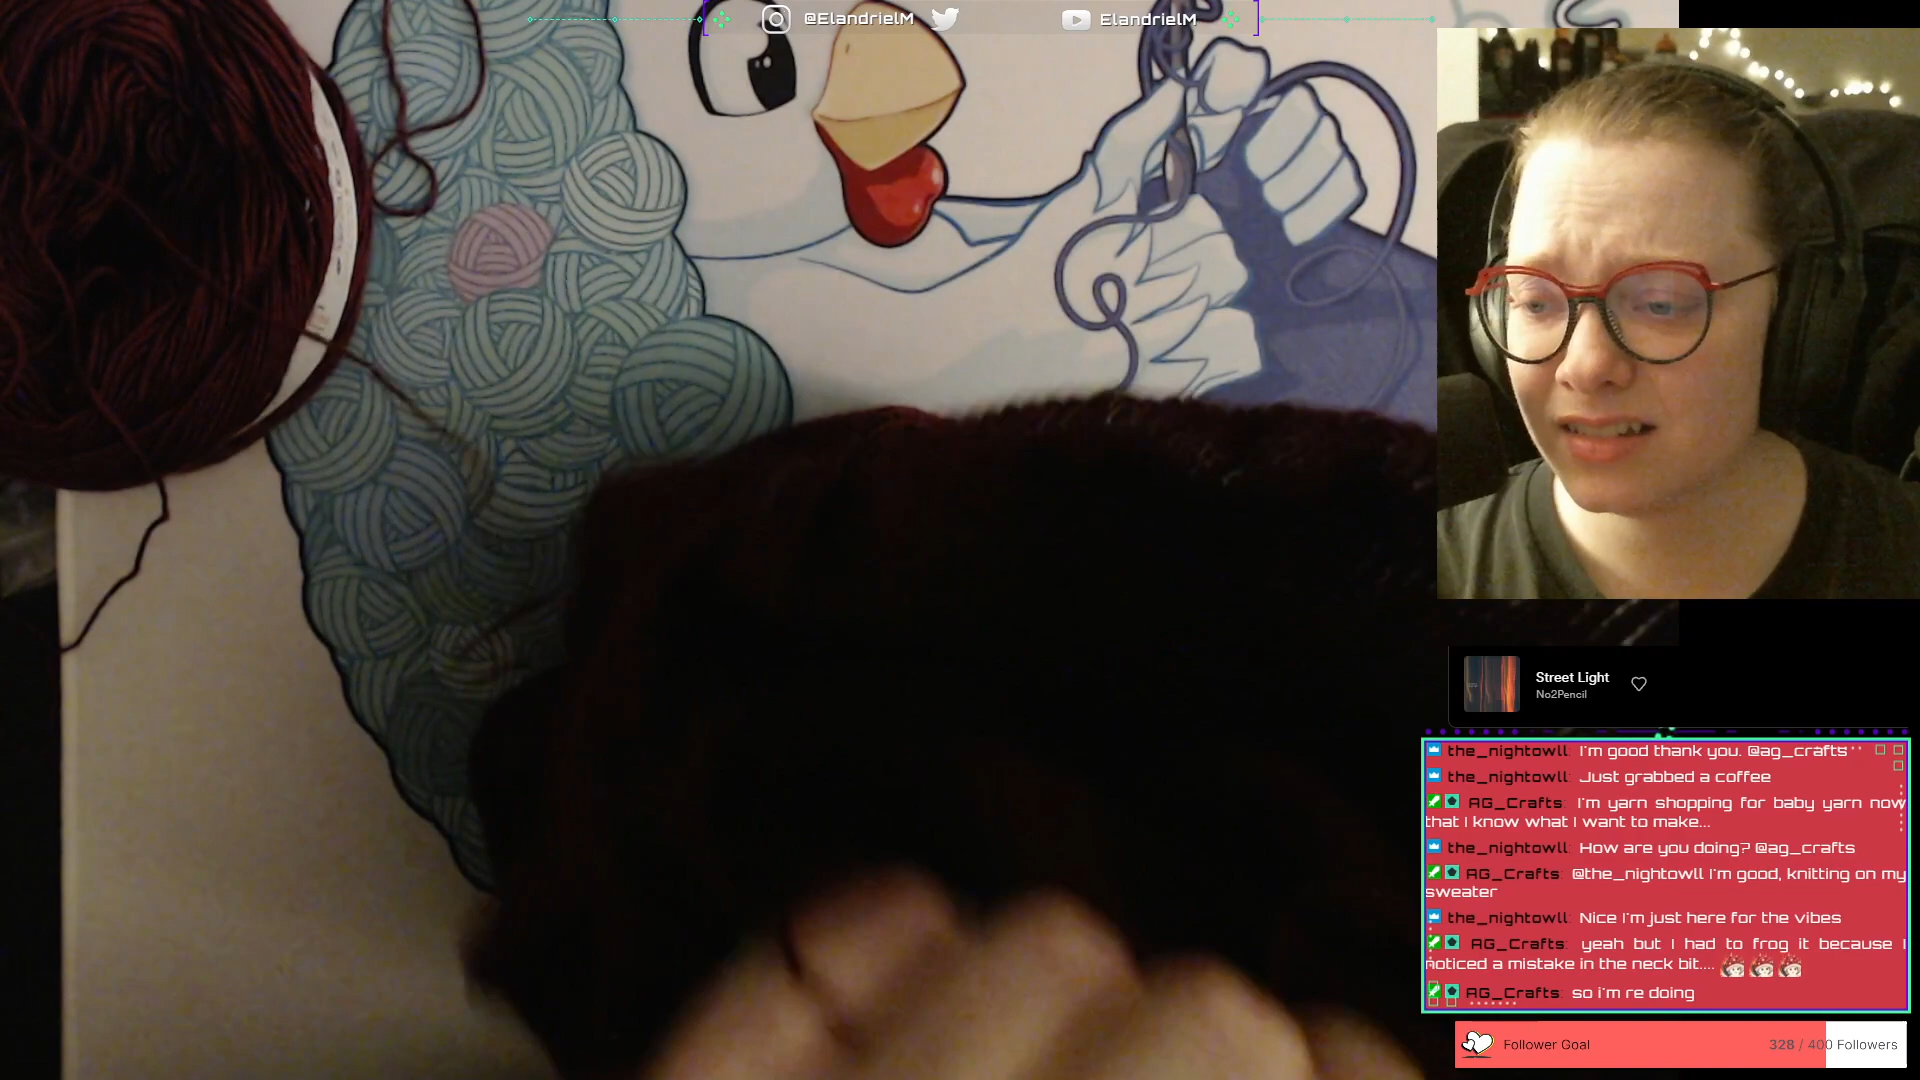 @ElandrielM
ElandrielM
Street Light
No2Pencil
the_nightowll: I'm good thank you. @ag_crafts
the_nightowll: Just grabbed a coffee
AG_Crafts: I'm yarn shopping for baby yarn now
that I know what I want to make...
the_nightowll: How are you doing? @ag_crafts
AG_Crafts: @the_nightowll I'm good, knitting on my
sweater
the_nightowll: Nice I'm just here for the vibes
AG_Crafts: yeah but I had to frog it because I
noticed a mistake in the neck bit....
AG_Crafts: so i'm re doing
Follower Goal 328 / 400 Followers